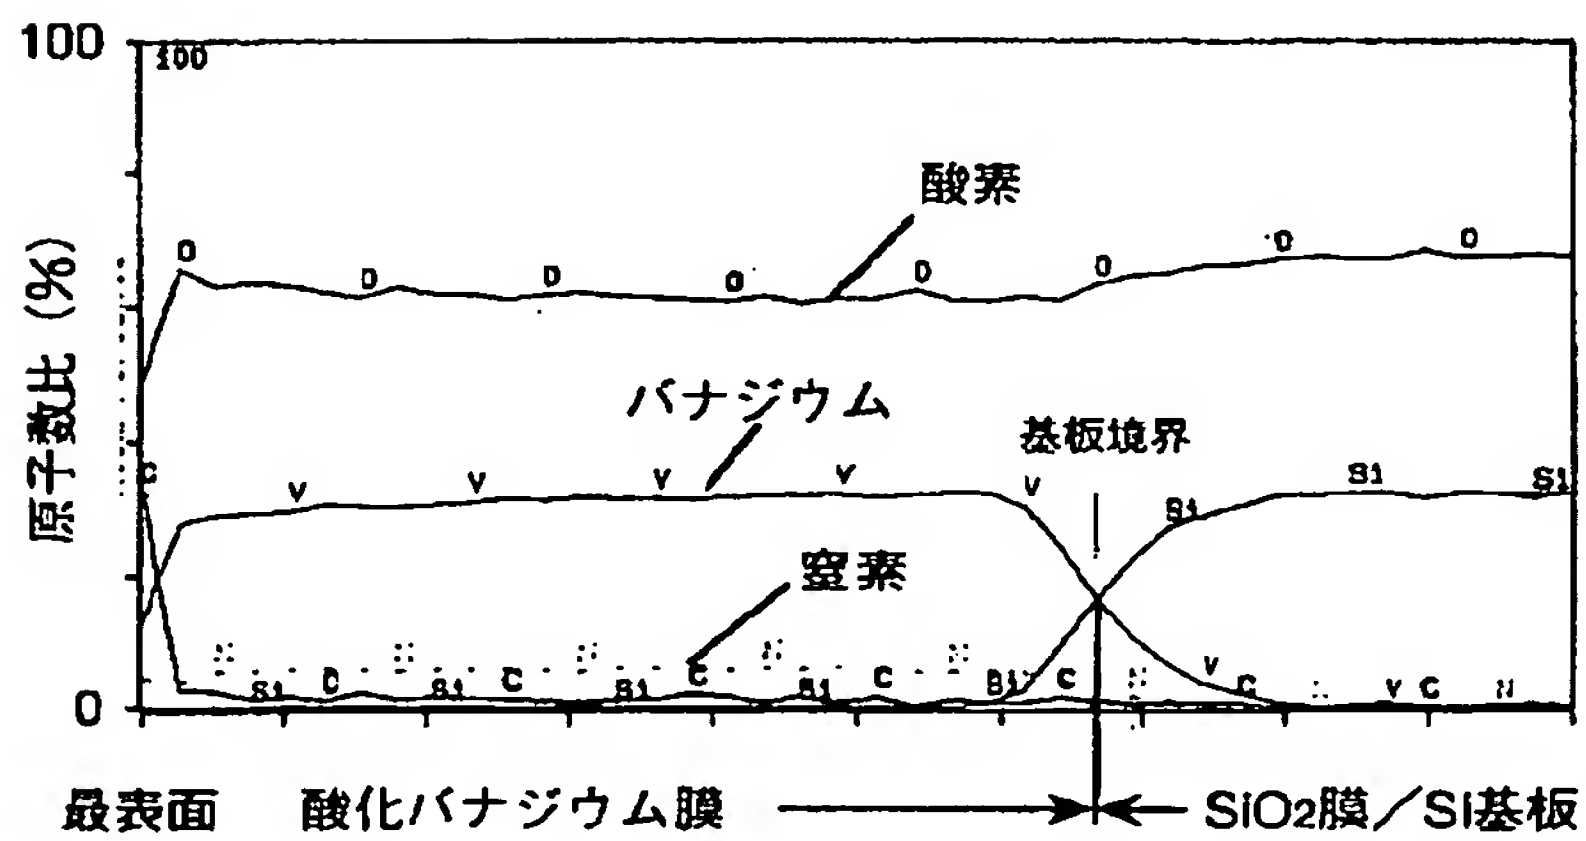 100
100
酸素
O O O O O O O O
原子数比 (%)
バナジウム
基板境界
C V V V V V Si Si Si
窒素
N N N N N N N N
Si C Si C Si C Si C Si C V C V C
0
最表面 酸化バナジウム膜 SiO2膜/Si基板